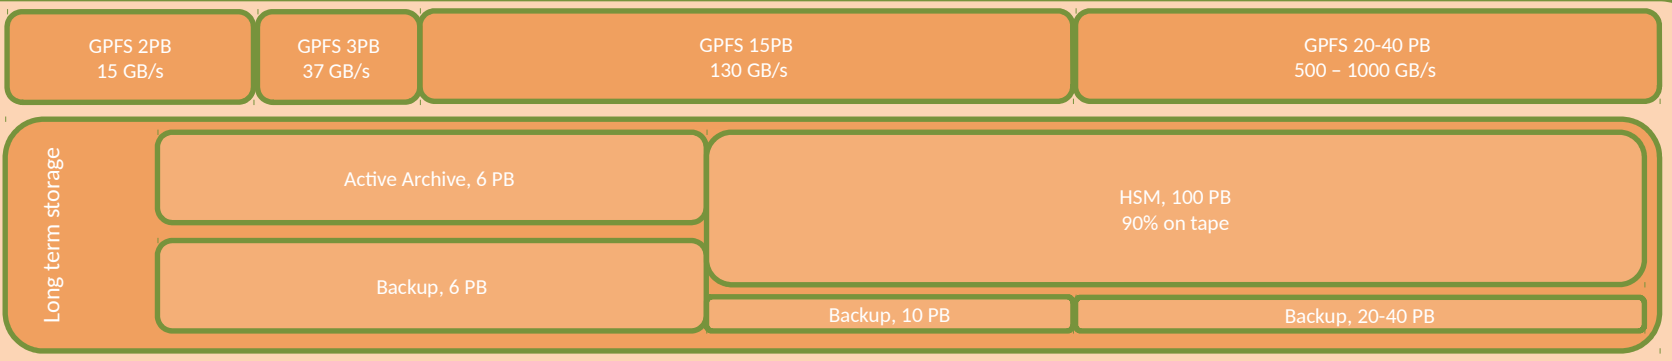 GPFS 2PB
15 GB/s
GPFS 3PB
37 GB/s
GPFS 15PB
130 GB/s
GPFS 20-40 PB
500 – 1000 GB/s
Long term storage
Active Archive, 6 PB
Backup, 6 PB
HSM, 100 PB
90% on tape
Backup, 10 PB
Backup, 20-40 PB